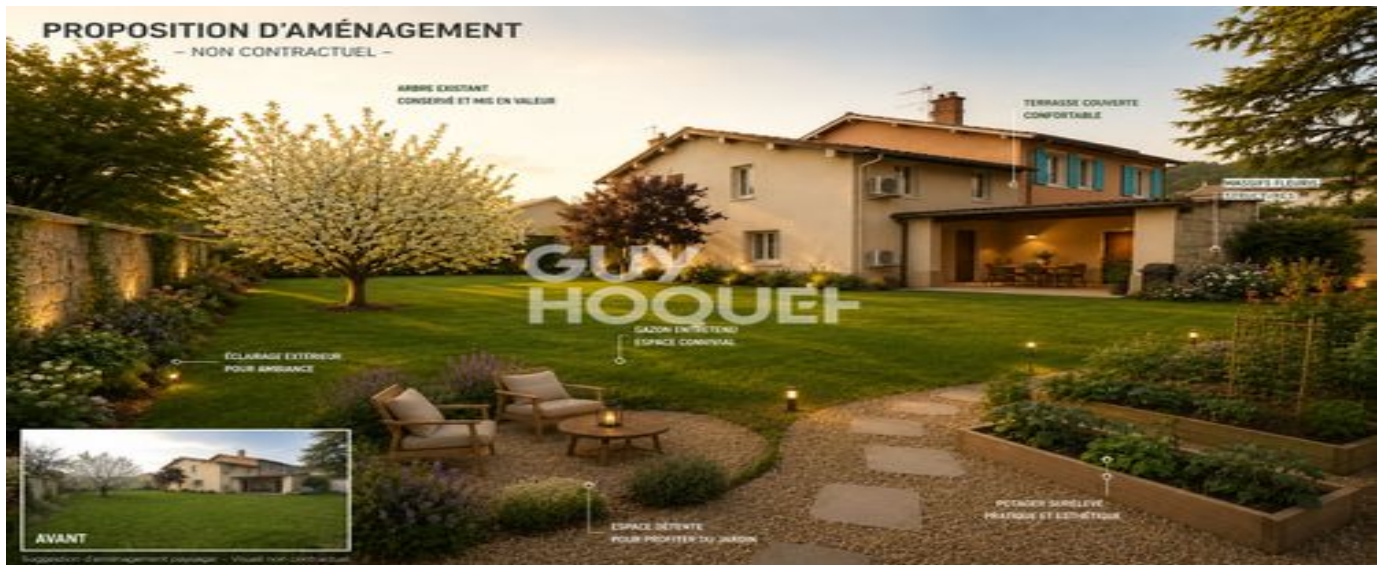 PROPOSITION D'AMÉNAGEMENT
– NON CONTRACTUEL –
ARBRE EXISTANT
CONSERVÉ ET MIS EN VALEUR
TERRASSE COUVERTE
CONFORTABLE
MASSIFS FLEURIS
STRUCTURÉS
GUY
HOQUET
GAZON ENTRETENU
ESPACE CONVIVIAL
ÉCLAIRAGE EXTÉRIEUR
POUR AMBIANCE
POTAGER SURÉLEVÉ
PRATIQUE ET ESTHÉTIQUE
ESPACE DÉTENTE
POUR PROFITER DU JARDIN
AVANT
Suggestion d'aménagement paysager – Visuel non contractuel